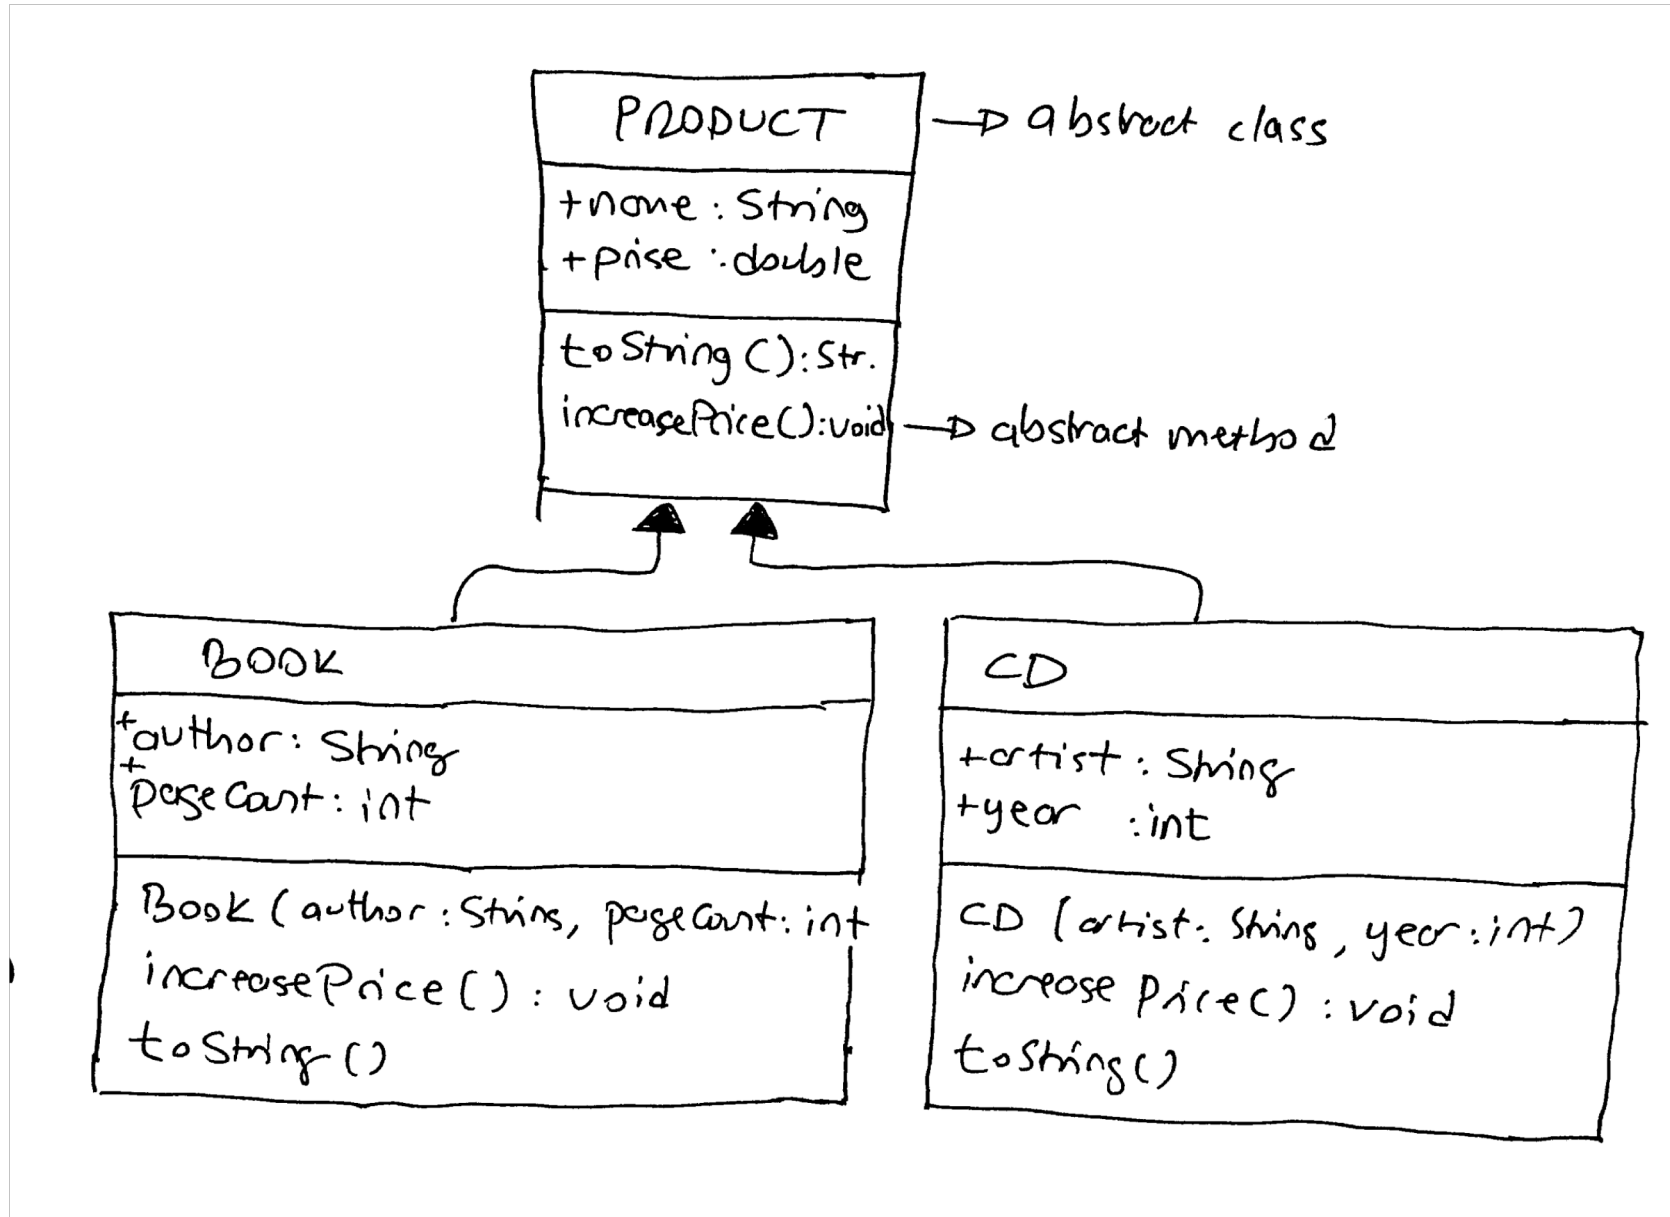 PRODUCT
abstract class
+name : String
+prise : double
toString():Str.
increasePrice():void
abstract method
BOOK
+author: String
+pageCount: int
Book (author: String, pageCount: int
increasePrice() : void
toString()
CD
+artist : String
+year : int
CD (artist: String, year: int)
increase Price() : void
toString()